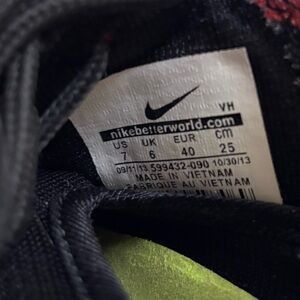 VH
nikebetterworld.com
US UK EUR CM
7 6 40 25
09/11/13 599432-090 10/30/13
MADE IN VIETNAM
FABRIQUE AU VIETNAM